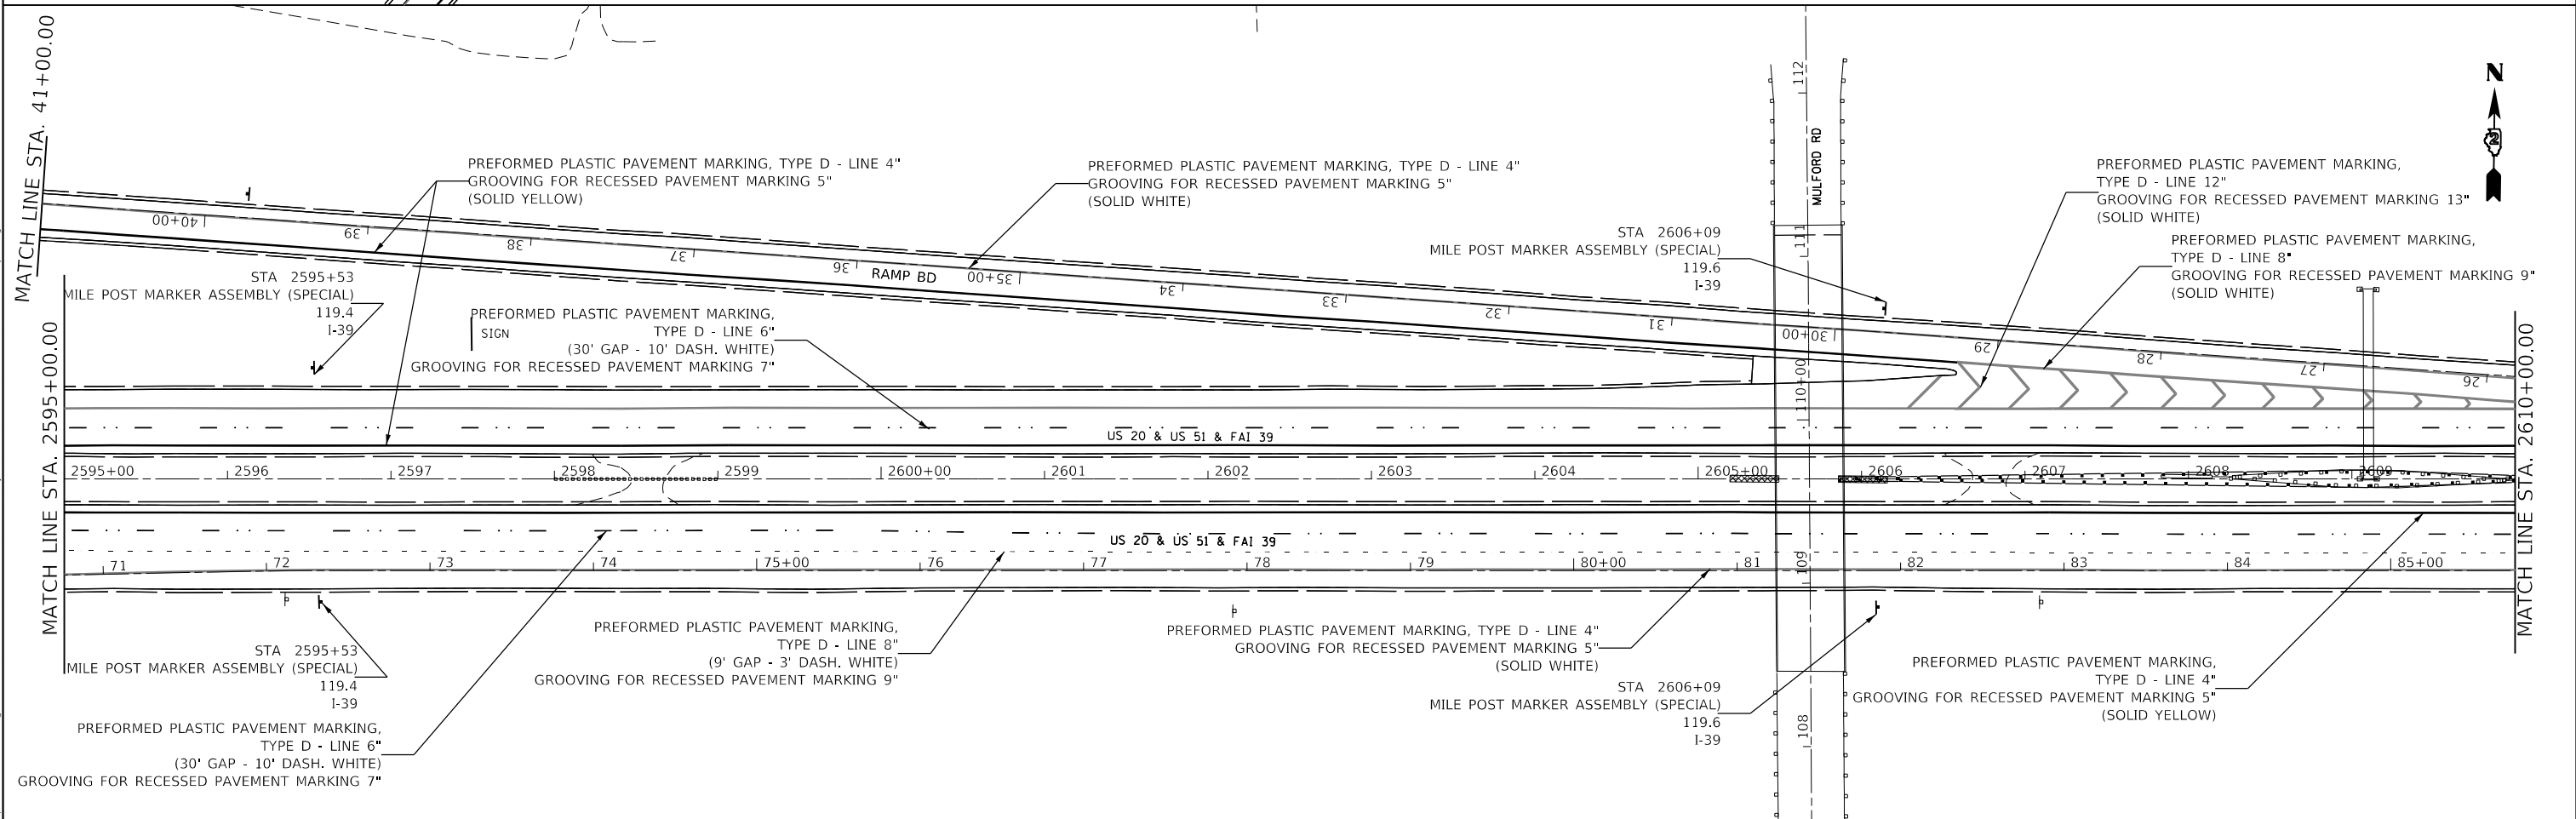 MATCH LINE STA. 41+00.00
MATCH LINE STA. 2595+00.00
PREFORMED PLASTIC PAVEMENT MARKING, TYPE D - LINE 4"
GROOVING FOR RECESSED PAVEMENT MARKING 5"
(SOLID YELLOW)
PREFORMED PLASTIC PAVEMENT MARKING, TYPE D - LINE 4"
GROOVING FOR RECESSED PAVEMENT MARKING 5"
(SOLID WHITE)
112
MULFORD RD
111
110+00
109
108
N
2
PREFORMED PLASTIC PAVEMENT MARKING,
TYPE D - LINE 12"
GROOVING FOR RECESSED PAVEMENT MARKING 13"
(SOLID WHITE)
PREFORMED PLASTIC PAVEMENT MARKING,
TYPE D - LINE 8"
GROOVING FOR RECESSED PAVEMENT MARKING 9"
(SOLID WHITE)
STA 2606+09
MILE POST MARKER ASSEMBLY (SPECIAL)
119.6
I-39
40+00 39 38 37 36 35+00 34 33 32 31 30+00 29 28 27 26
RAMP BD
STA 2595+53
MILE POST MARKER ASSEMBLY (SPECIAL)
119.4
I-39
SIGN
PREFORMED PLASTIC PAVEMENT MARKING,
TYPE D - LINE 6"
(30' GAP - 10' DASH. WHITE)
GROOVING FOR RECESSED PAVEMENT MARKING 7"
US 20 & US 51 & FAI 39
2595+00 2596 2597 2598 2599 2600+00 2601 2602 2603 2604 2605+00 2606 2607 2608 2609
US 20 & US 51 & FAI 39
71 72 73 74 75+00 76 77 78 79 80+00 81 82 83 84 85+00
MATCH LINE STA. 2610+00.00
STA 2595+53
MILE POST MARKER ASSEMBLY (SPECIAL)
119.4
I-39
PREFORMED PLASTIC PAVEMENT MARKING,
TYPE D - LINE 6"
(30' GAP - 10' DASH. WHITE)
GROOVING FOR RECESSED PAVEMENT MARKING 7"
PREFORMED PLASTIC PAVEMENT MARKING,
TYPE D - LINE 8"
(9' GAP - 3' DASH. WHITE)
GROOVING FOR RECESSED PAVEMENT MARKING 9"
PREFORMED PLASTIC PAVEMENT MARKING, TYPE D - LINE 4"
GROOVING FOR RECESSED PAVEMENT MARKING 5"
(SOLID WHITE)
STA 2606+09
MILE POST MARKER ASSEMBLY (SPECIAL)
119.6
I-39
PREFORMED PLASTIC PAVEMENT MARKING,
TYPE D - LINE 4"
GROOVING FOR RECESSED PAVEMENT MARKING 5"
(SOLID YELLOW)